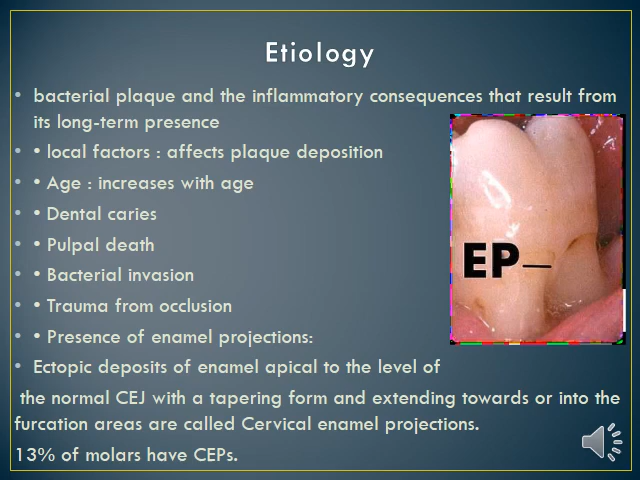 Etiology
• bacterial plaque and the inflammatory consequences that result from
its long-term presence
• • local factors : affects plaque deposition
• • Age : increases with age
• • Dental caries
• • Pulpal death
• • Bacterial invasion
• • Trauma from occlusion
• • Presence of enamel projections:
• Ectopic deposits of enamel apical to the level of
the normal CEJ with a tapering form and extending towards or into the
furcation areas are called Cervical enamel projections.
13% of molars have CEPs.
EP